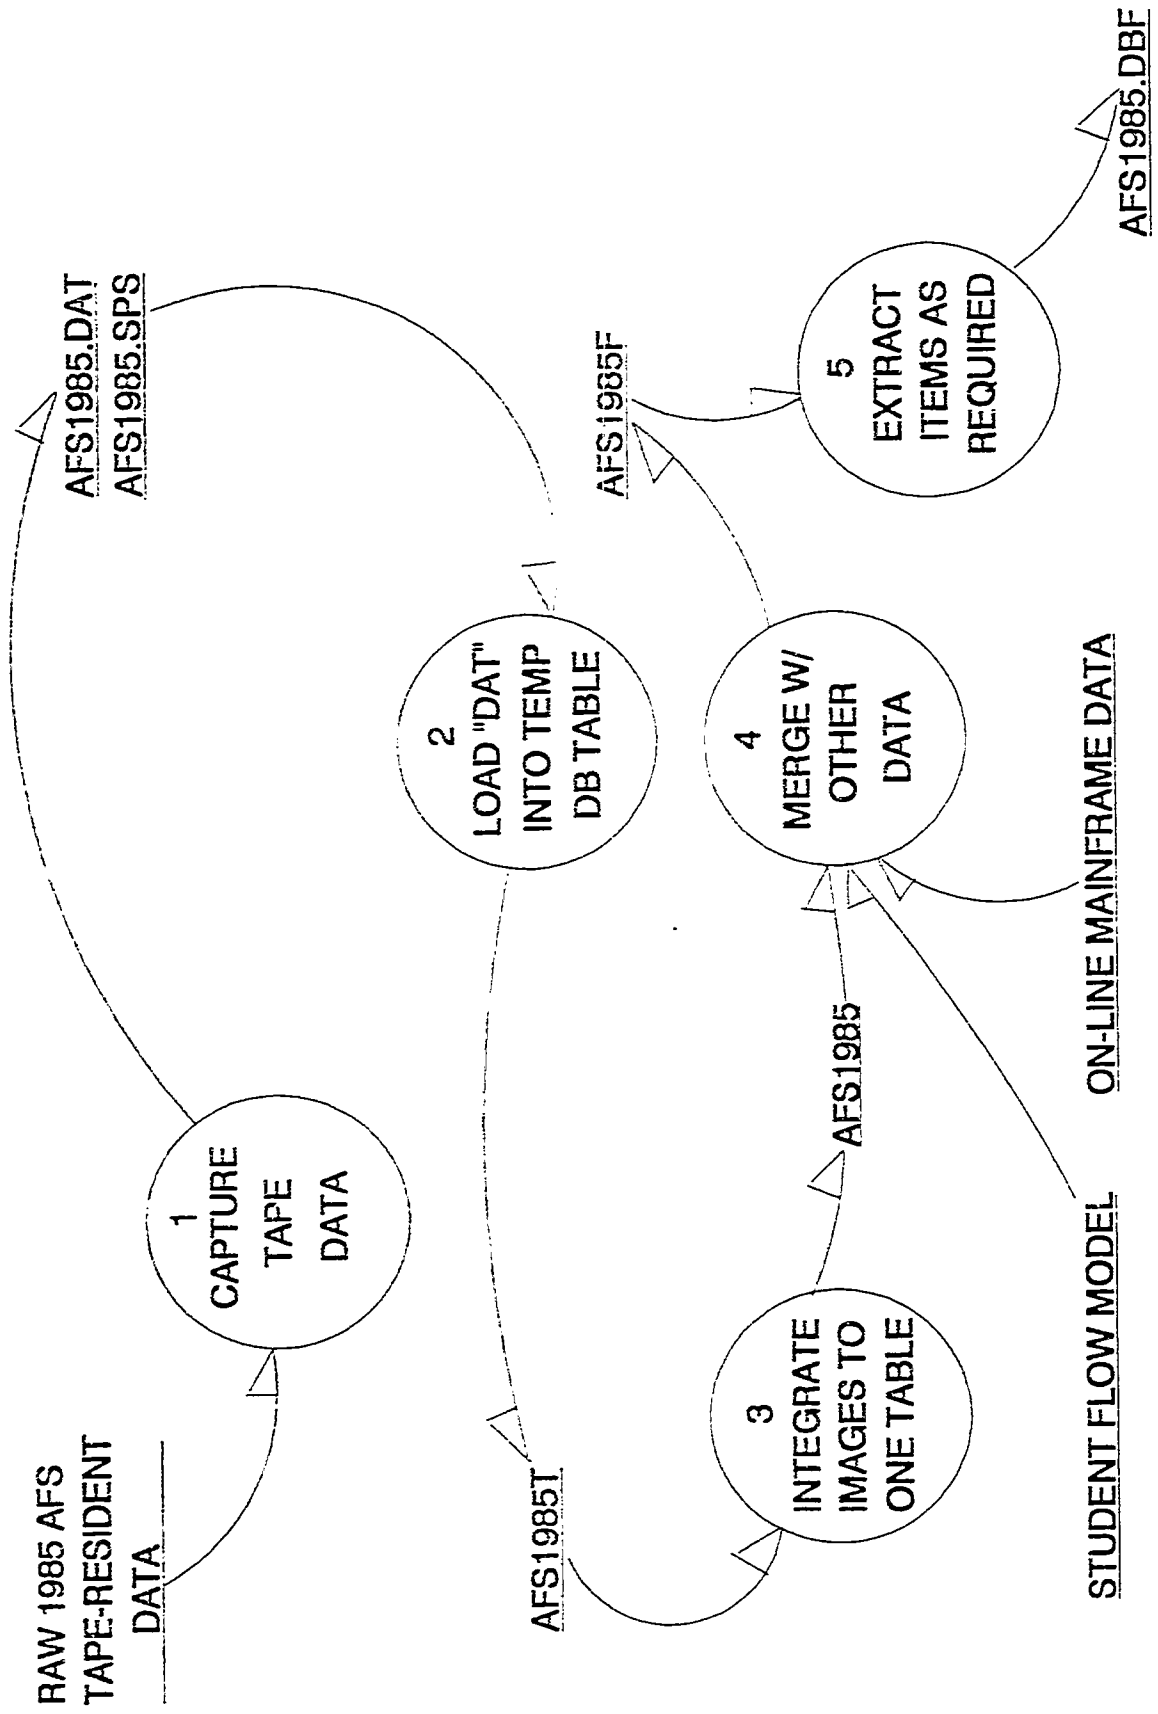 RAW 1985 AFS
TAPE-RESIDENT
DATA
1
CAPTURE
TAPE
DATA
AFS1985.DAT
AFS1985.SPS
2
LOAD "DAT"
INTO TEMP
DB TABLE
AFS1985T
3
INTEGRATE
IMAGES TO
ONE TABLE
AFS1985
4
MERGE W/
OTHER
DATA
AFS1985F
5
EXTRACT
ITEMS AS
REQUIRED
STUDENT FLOW MODEL
ON-LINE MAINFRAME DATA
AFS1985.DBF